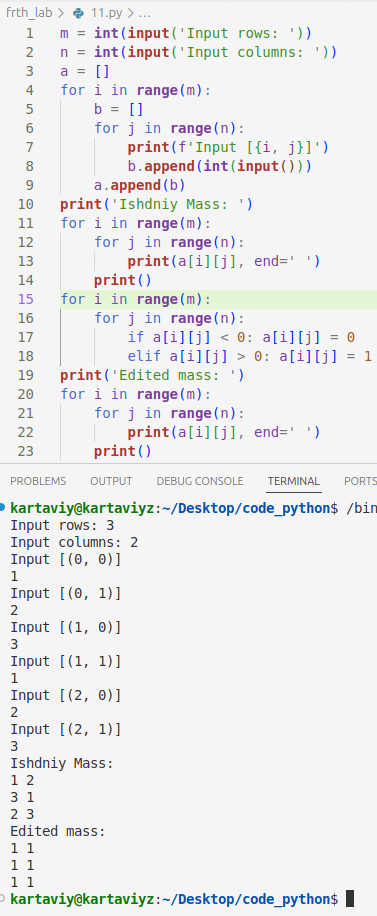 frth_lab > 11.py > ...
1 m = int(input('Input rows: '))
2 n = int(input('Input columns: '))
3 a = []
4 for i in range(m):
5     b = []
6     for j in range(n):
7         print(f'Input [{i, j}]')
8         b.append(int(input()))
9     a.append(b)
10 print('Ishdniy Mass: ')
11 for i in range(m):
12     for j in range(n):
13         print(a[i][j], end=' ')
14     print()
15 for i in range(m):
16     for j in range(n):
17         if a[i][j] < 0: a[i][j] = 0
18         elif a[i][j] > 0: a[i][j] = 1
19 print('Edited mass: ')
20 for i in range(m):
21     for j in range(n):
22         print(a[i][j], end=' ')
23     print()
PROBLEMS OUTPUT DEBUG CONSOLE TERMINAL PORTS
kartaviy@kartaviyz:~/Desktop/code_python$ /bin
Input rows: 3
Input columns: 2
Input [(0, 0)]
1
Input [(0, 1)]
2
Input [(1, 0)]
3
Input [(1, 1)]
1
Input [(2, 0)]
2
Input [(2, 1)]
3
Ishdniy Mass:
1 2
3 1
2 3
Edited mass:
1 1
1 1
1 1
kartaviy@kartaviyz:~/Desktop/code_python$